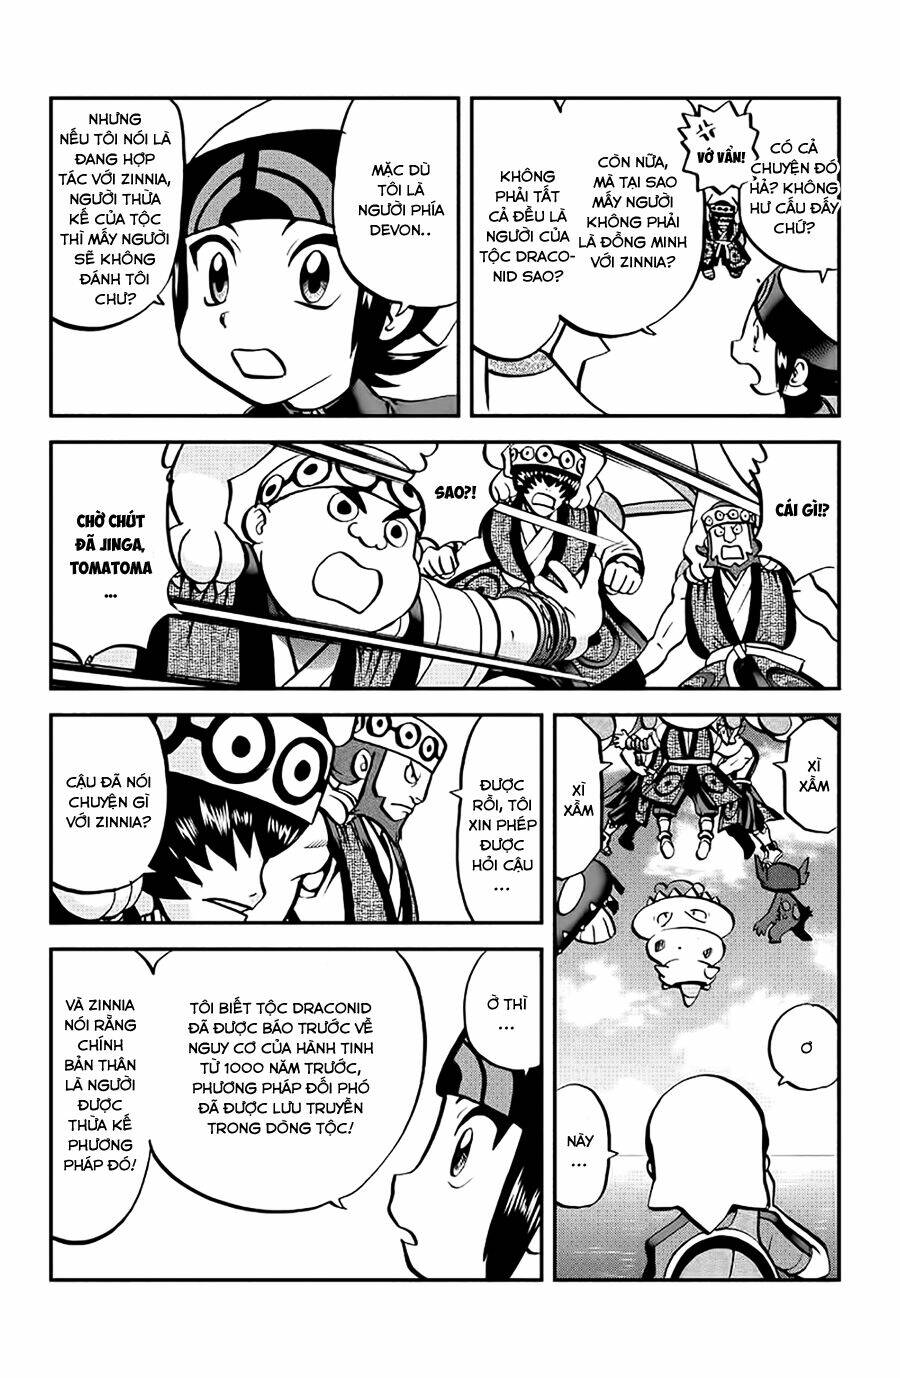 CÓ CẢ
CHUYỆN ĐÓ
HẢ? KHÔNG
HƯ CẤU ĐẤY
CHỨ?
VỚ VẨN!
CÒN NỮA,
MÀ TẠI SAO
MẤY NGƯỜI
KHÔNG PHẢI
LÀ ĐỒNG MINH
VỚI ZINNIA?
KHÔNG
PHẢI TẤT
CẢ ĐỀU LÀ
NGƯỜI CỦA
TỘC DRACO-
NID SAO?
MẶC DÙ
TÔI LÀ
NGƯỜI PHÍA
DEVON..
NHƯNG
NẾU TÔI NÓI LÀ
ĐANG HỢP
TÁC VỚI ZINNIA,
NGƯỜI THỪA
KẾ CỦA TỘC
THÌ MẤY NGƯỜI
SẼ KHÔNG
ĐÁNH TÔI
CHƯ?
CÁI GÌ!?
SAO?!
CHỜ CHÚT
ĐÃ JINGA,
TOMATOMA
...
XÌ
XẦM
XÌ
XẦM
Ơ
NÀY
...
ĐƯỢC
RỒI, TÔI
XIN PHÉP
ĐƯỢC
HỎI CẬU
...
CẬU ĐÃ NÓI
CHUYỆN GÌ
VỚI ZINNIA?
Ờ THÌ
...
TÔI BIẾT TỘC DRACONID
ĐÃ ĐƯỢC BÁO TRƯỚC VỀ
NGUY CƠ CỦA HÀNH TINH
TỪ 1000 NĂM TRƯỚC,
PHƯƠNG PHÁP ĐỐI PHÓ
ĐÃ ĐƯỢC LƯU TRUYỀN
TRONG DÒNG TỘC!
VÀ ZINNIA
NÓI RẰNG
CHÍNH
BẢN THÂN
LÀ NGƯỜI
ĐƯỢC
THỪA KẾ
PHƯƠNG
PHÁP ĐÓ!